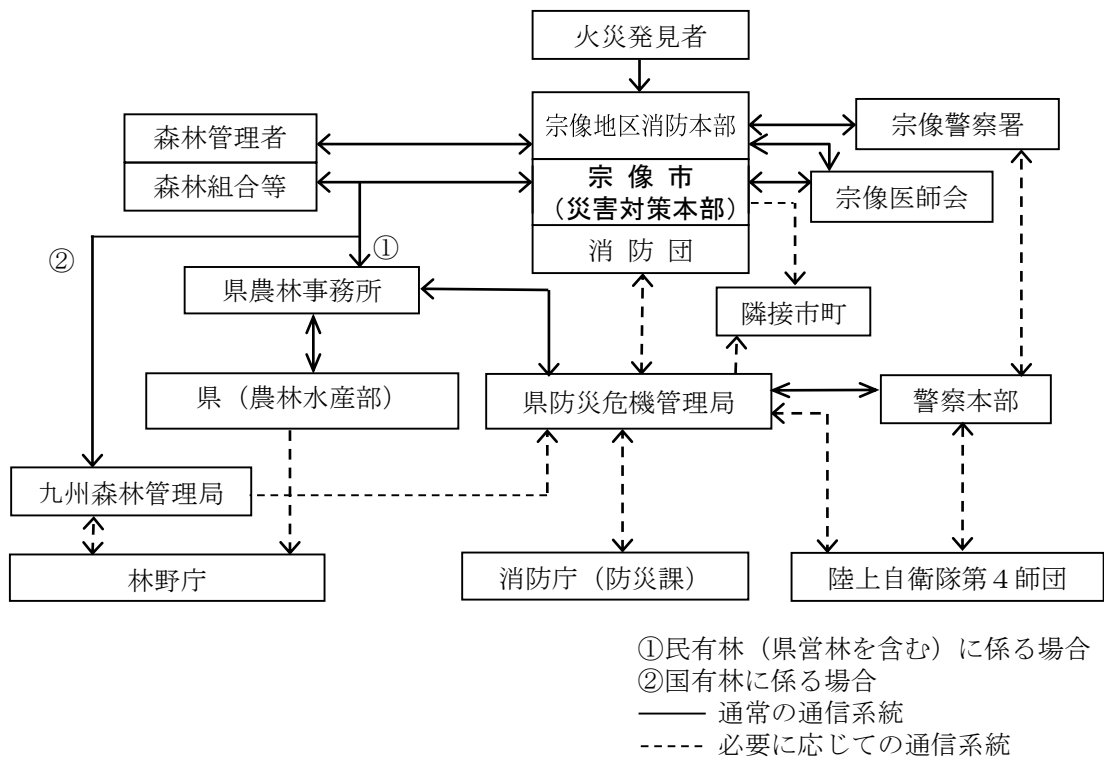 火災発見者
宗像地区消防本部
宗像警察署
森林管理者
森林組合等
宗像市
（災害対策本部）
宗像医師会
消防団
②
①
県農林事務所
隣接市町
県（農林水産部）
県防災危機管理局
警察本部
九州森林管理局
林野庁
消防庁（防災課）
陸上自衛隊第４師団
①民有林（県営林を含む）に係る場合
②国有林に係る場合
通常の通信系統
必要に応じての通信系統